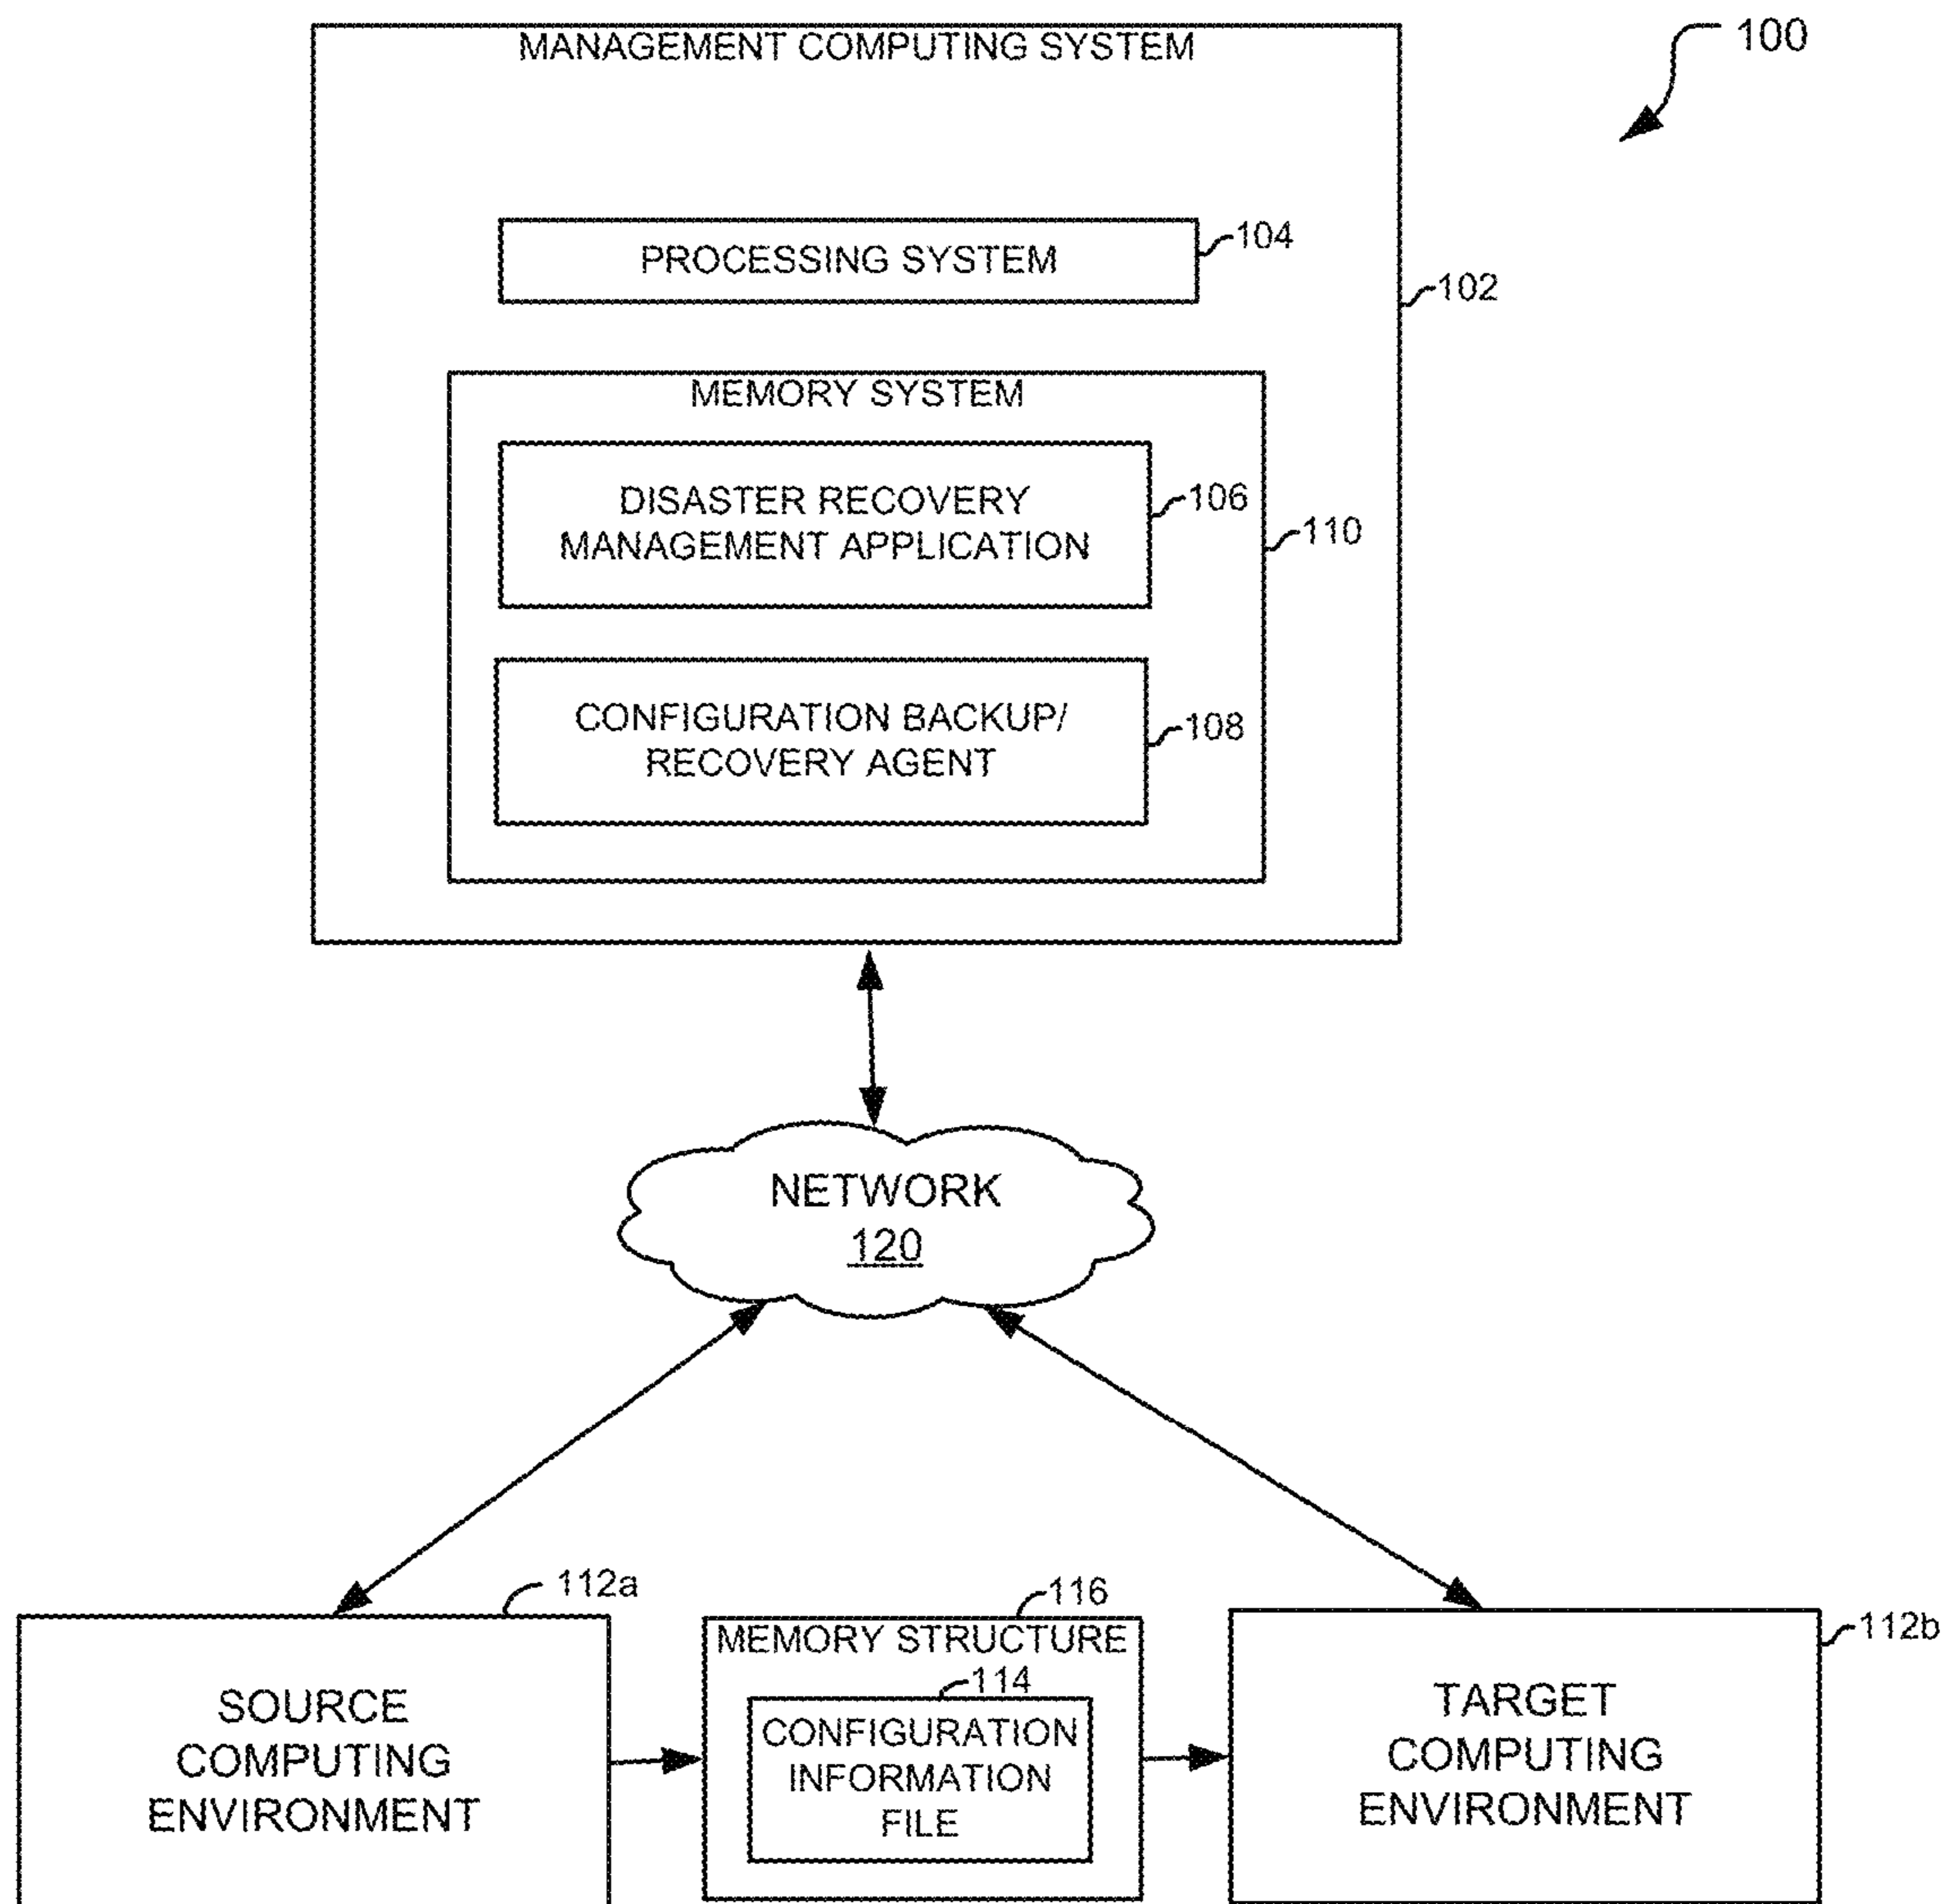 100
MANAGEMENT COMPUTING SYSTEM
PROCESSING SYSTEM
104
102
MEMORY SYSTEM
DISASTER RECOVERY
MANAGEMENT APPLICATION
106
110
CONFIGURATION BACKUP/
RECOVERY AGENT
108
NETWORK
120
112a
SOURCE
COMPUTING
ENVIRONMENT
116
MEMORY STRUCTURE
114
CONFIGURATION
INFORMATION
FILE
112b
TARGET
COMPUTING
ENVIRONMENT